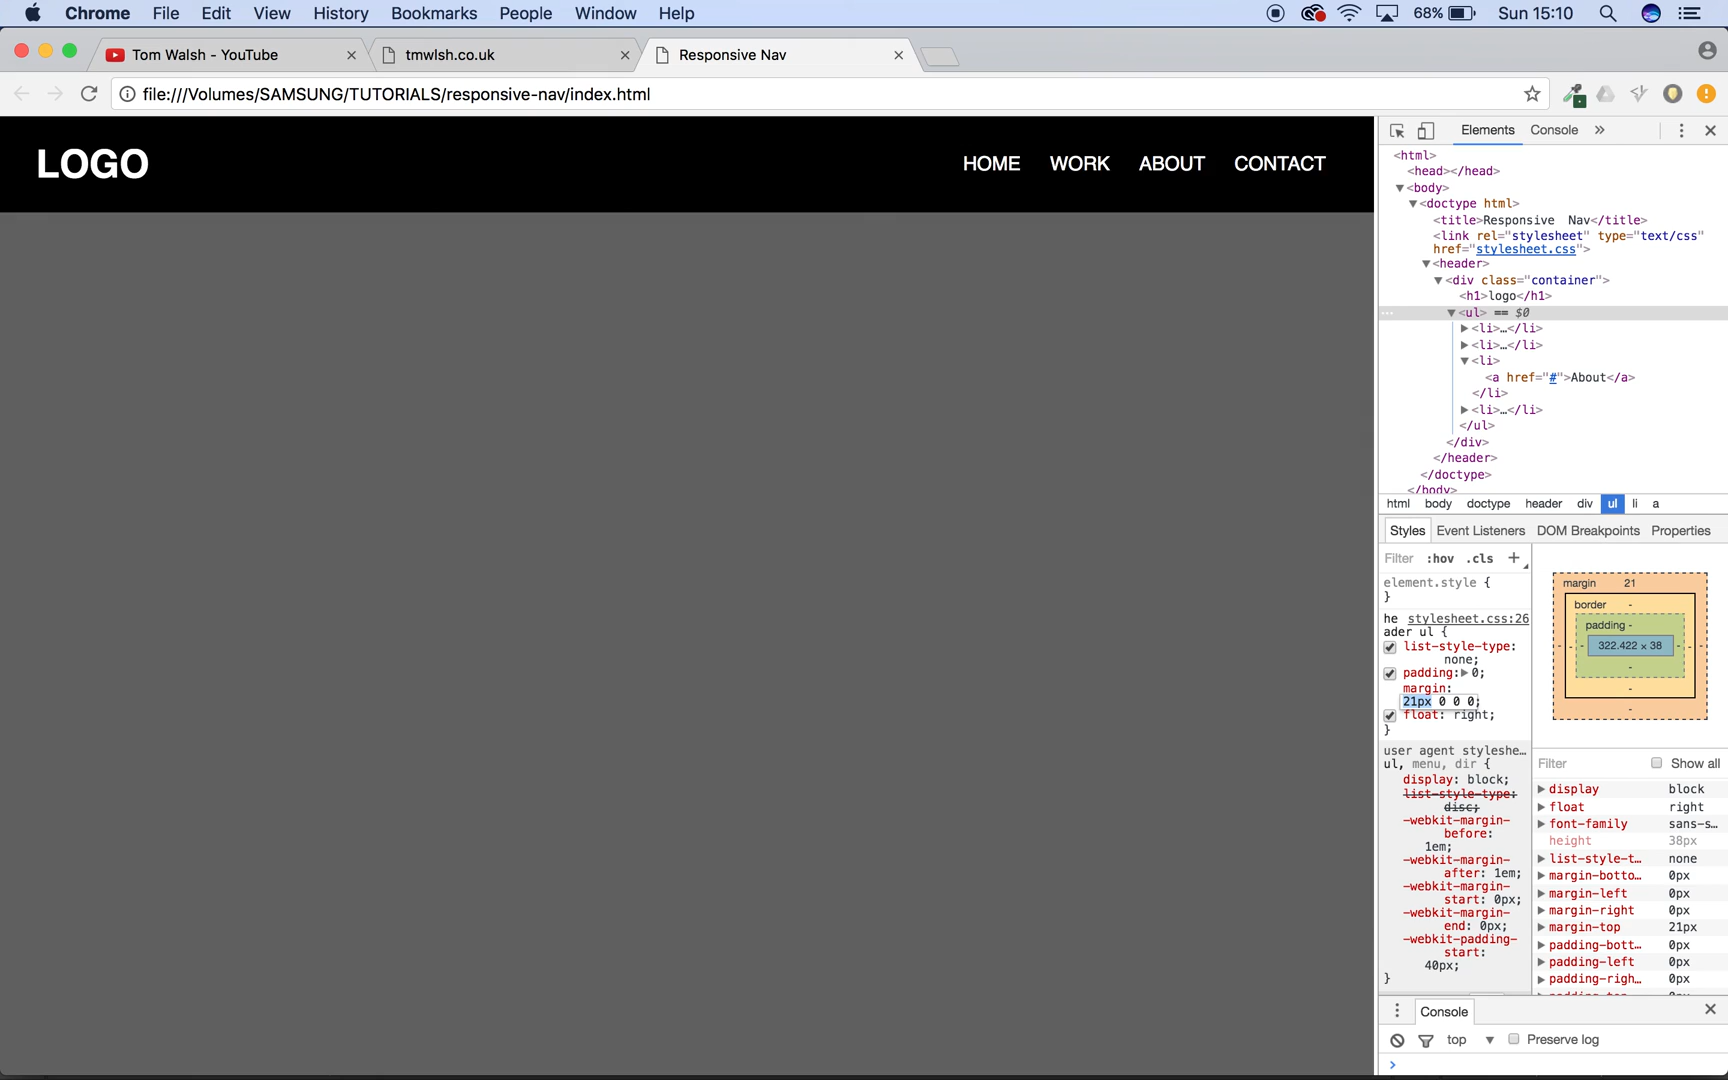 Chrome File Edit View History Bookmarks People Window Help 68% Sun 15:10
Tom Walsh - YouTube
tmwlsh.co.uk
Responsive Nav
file:///Volumes/SAMSUNG/TUTORIALS/responsive-nav/index.html
LOGO
HOME WORK ABOUT CONTACT
Elements Console »
<html>
<head></head>
▼<body>
▼<doctype html>
<title>Responsive  Nav</title>
<link rel="stylesheet" type="text/css"
href="stylesheet.css">
▼<header>
▼<div class="container">
<h1>logo</h1>
... ▼<ul> == $0
▶<li>…</li>
▶<li>…</li>
▼<li>
<a href="#">About</a>
</li>
▶<li>…</li>
</ul>
</div>
</header>
</doctype>
</body>
html body doctype header div ul li a
Styles Event Listeners DOM Breakpoints Properties
Filter :hov .cls +
element.style {
}
he stylesheet.css:26
ader ul {
list-style-type:
none;
padding:▶0;
margin:
21px 0 0 0;
float: right;
}
user agent styleshe…
ul, menu, dir {
display: block;
list-style-type:
disc;
-webkit-margin-
before:
1em;
-webkit-margin-
after: 1em;
-webkit-margin-
start: 0px;
-webkit-margin-
end: 0px;
-webkit-padding-
start:
40px;
}
margin 21
border -
padding -
322.422 × 38
Filter Show all
▶display block
▶float right
▶font-family sans-s…
height 38px
▶list-style-t… none
▶margin-botto… 0px
▶margin-left 0px
▶margin-right 0px
▶margin-top 21px
▶padding-bott… 0px
▶padding-left 0px
▶padding-righ… 0px
Console
top ▼ Preserve log
>